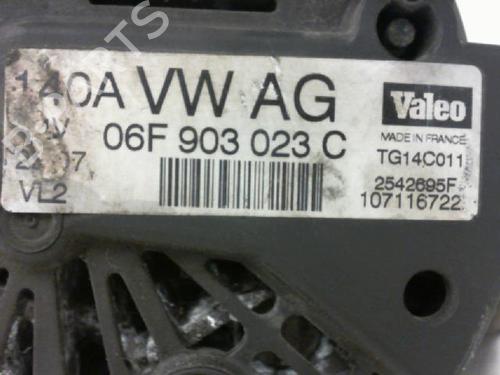 140A VW AG
06F 903 023 C
VL2
Valeo
MADE IN FRANCE
TG14C011
2542695F
107116722